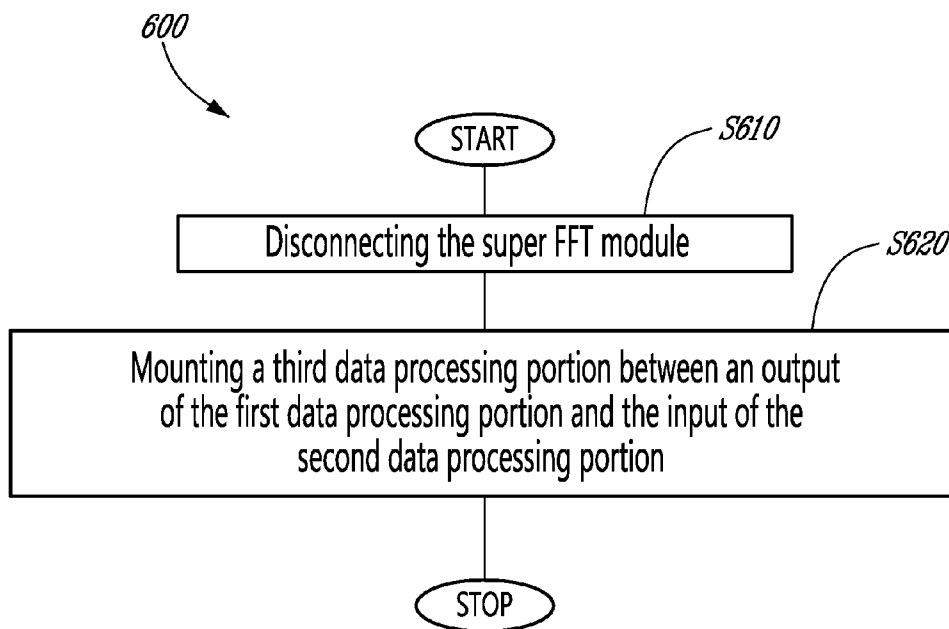 600
START
S610
Disconnecting the super FFT module
S620
Mounting a third data processing portion between an output
of the first data processing portion and the input of the
second data processing portion
STOP